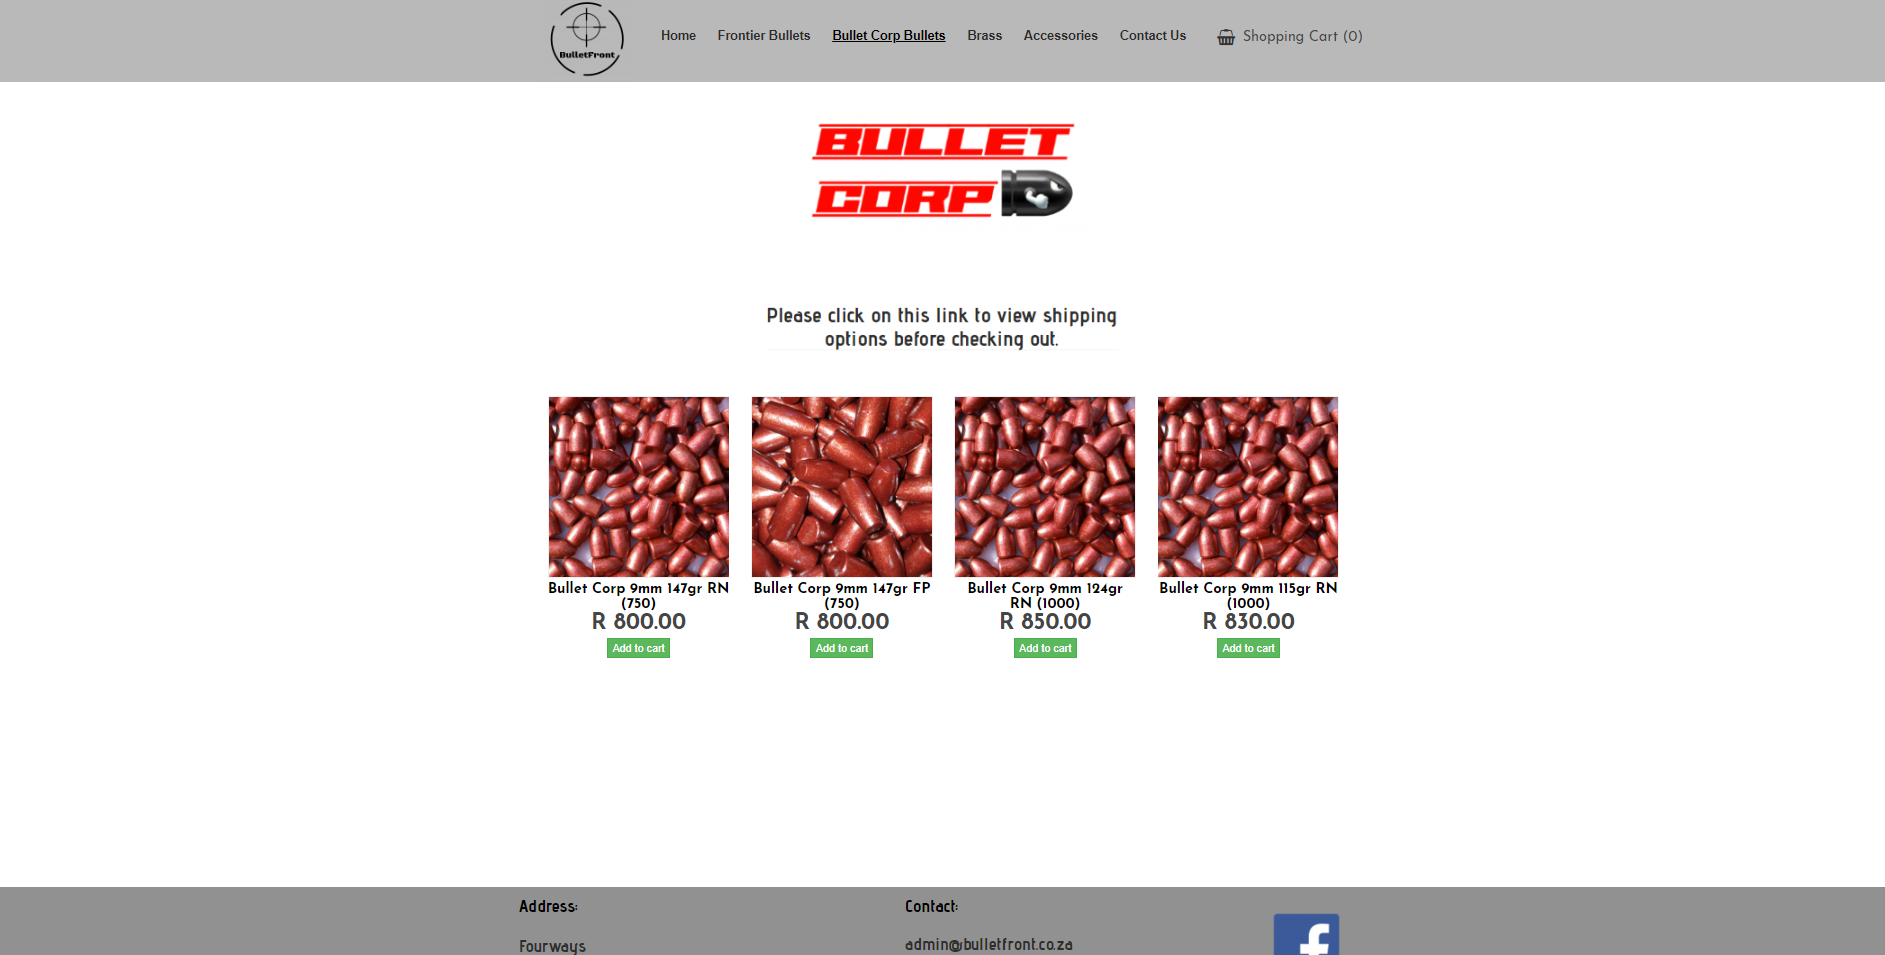 BulletFront
Home Frontier Bullets Bullet Corp Bullets Brass Accessories Contact Us Shopping Cart (0)
BULLET
CORP
Please click on this link to view shipping
options before checking out.
Bullet Corp 9mm 147gr RN
(750)
R 800.00
Add to cart
Bullet Corp 9mm 147gr FP
(750)
R 800.00
Add to cart
Bullet Corp 9mm 124gr
RN (1000)
R 850.00
Add to cart
Bullet Corp 9mm 115gr RN
(1000)
R 830.00
Add to cart
Address:
Fourways
Contact:
admin@bulletfront.co.za
f